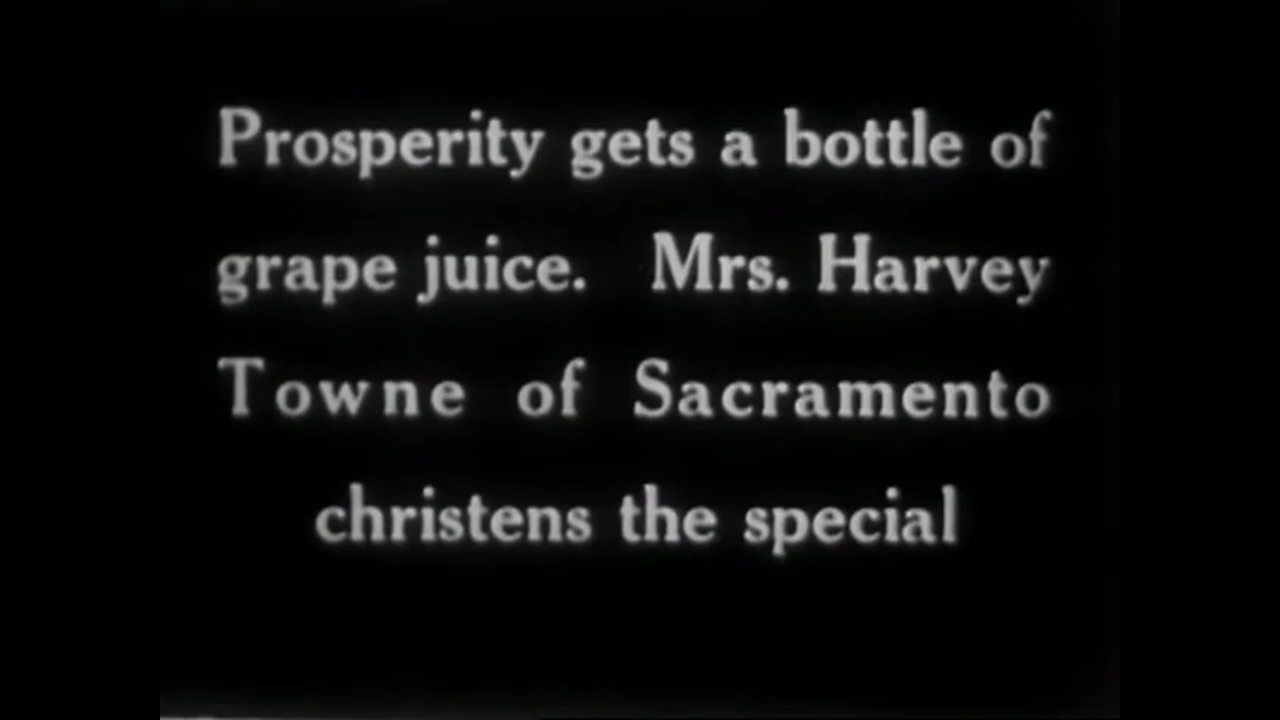 Prosperity gets a bottle of
grape juice. Mrs. Harvey
Towne of Sacramento
christens the special